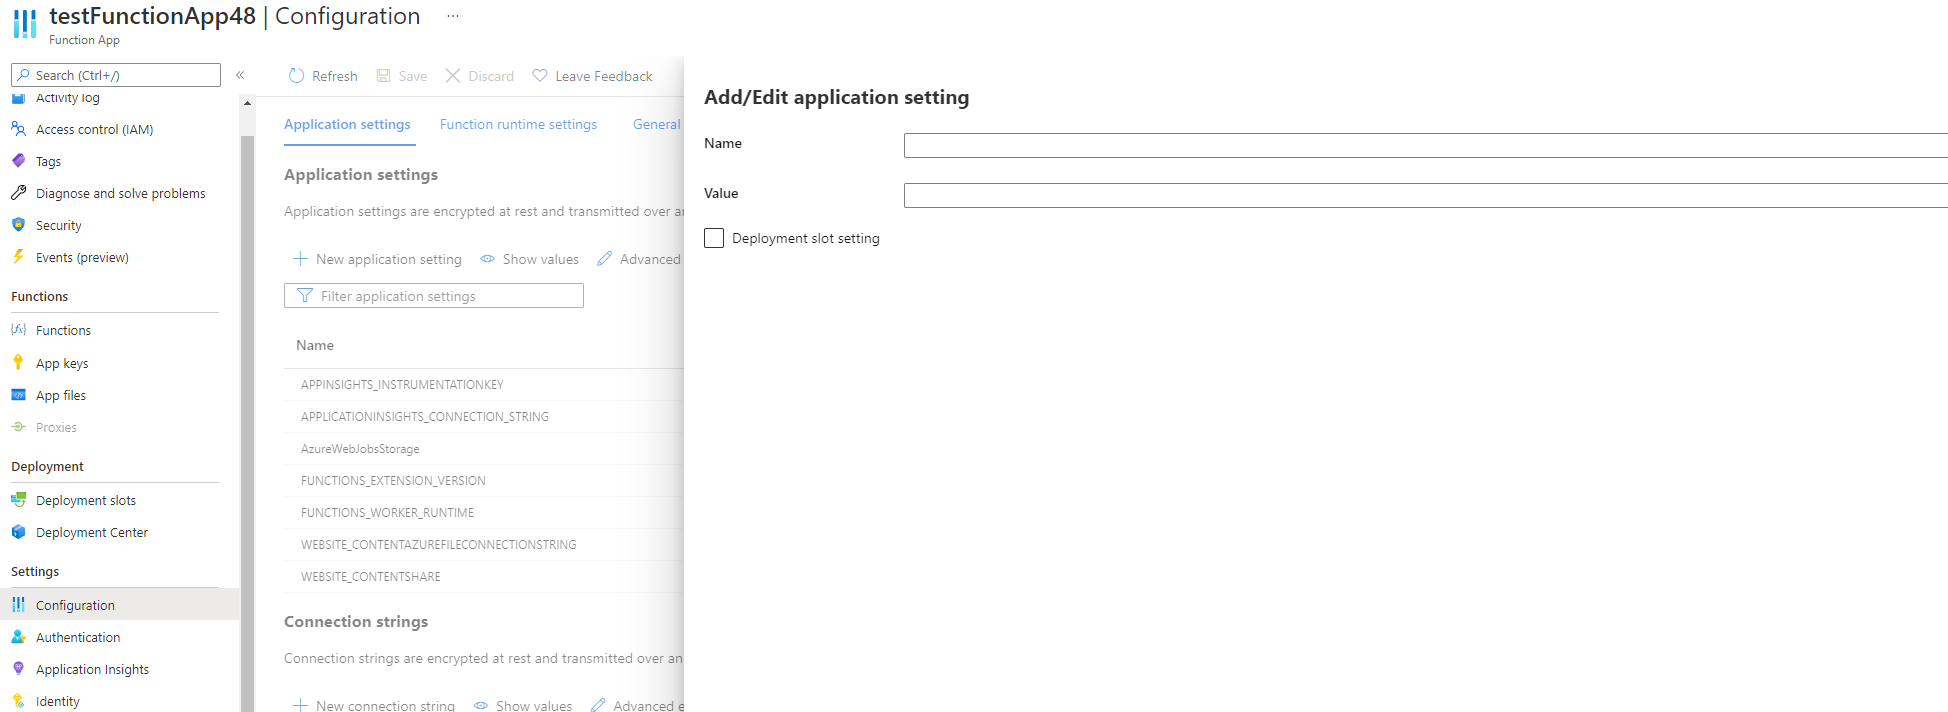 testFunctionApp48 | Configuration ...
Function App
Search (Ctrl+/)
«
Activity log
Access control (IAM)
Tags
Diagnose and solve problems
Security
Events (preview)
Functions
Functions
App keys
App files
Proxies
Deployment
Deployment slots
Deployment Center
Settings
Configuration
Authentication
Application Insights
Identity
Refresh Save Discard Leave Feedback
Application settings Function runtime settings General
Application settings
Application settings are encrypted at rest and transmitted over an
New application setting Show values Advanced
Filter application settings
Name
APPINSIGHTS_INSTRUMENTATIONKEY
APPLICATIONINSIGHTS_CONNECTION_STRING
AzureWebJobsStorage
FUNCTIONS_EXTENSION_VERSION
FUNCTIONS_WORKER_RUNTIME
WEBSITE_CONTENTAZUREFILECONNECTIONSTRING
WEBSITE_CONTENTSHARE
Connection strings
Connection strings are encrypted at rest and transmitted over an
New connection string Show values Advanced e
Add/Edit application setting
Name
Value
Deployment slot setting